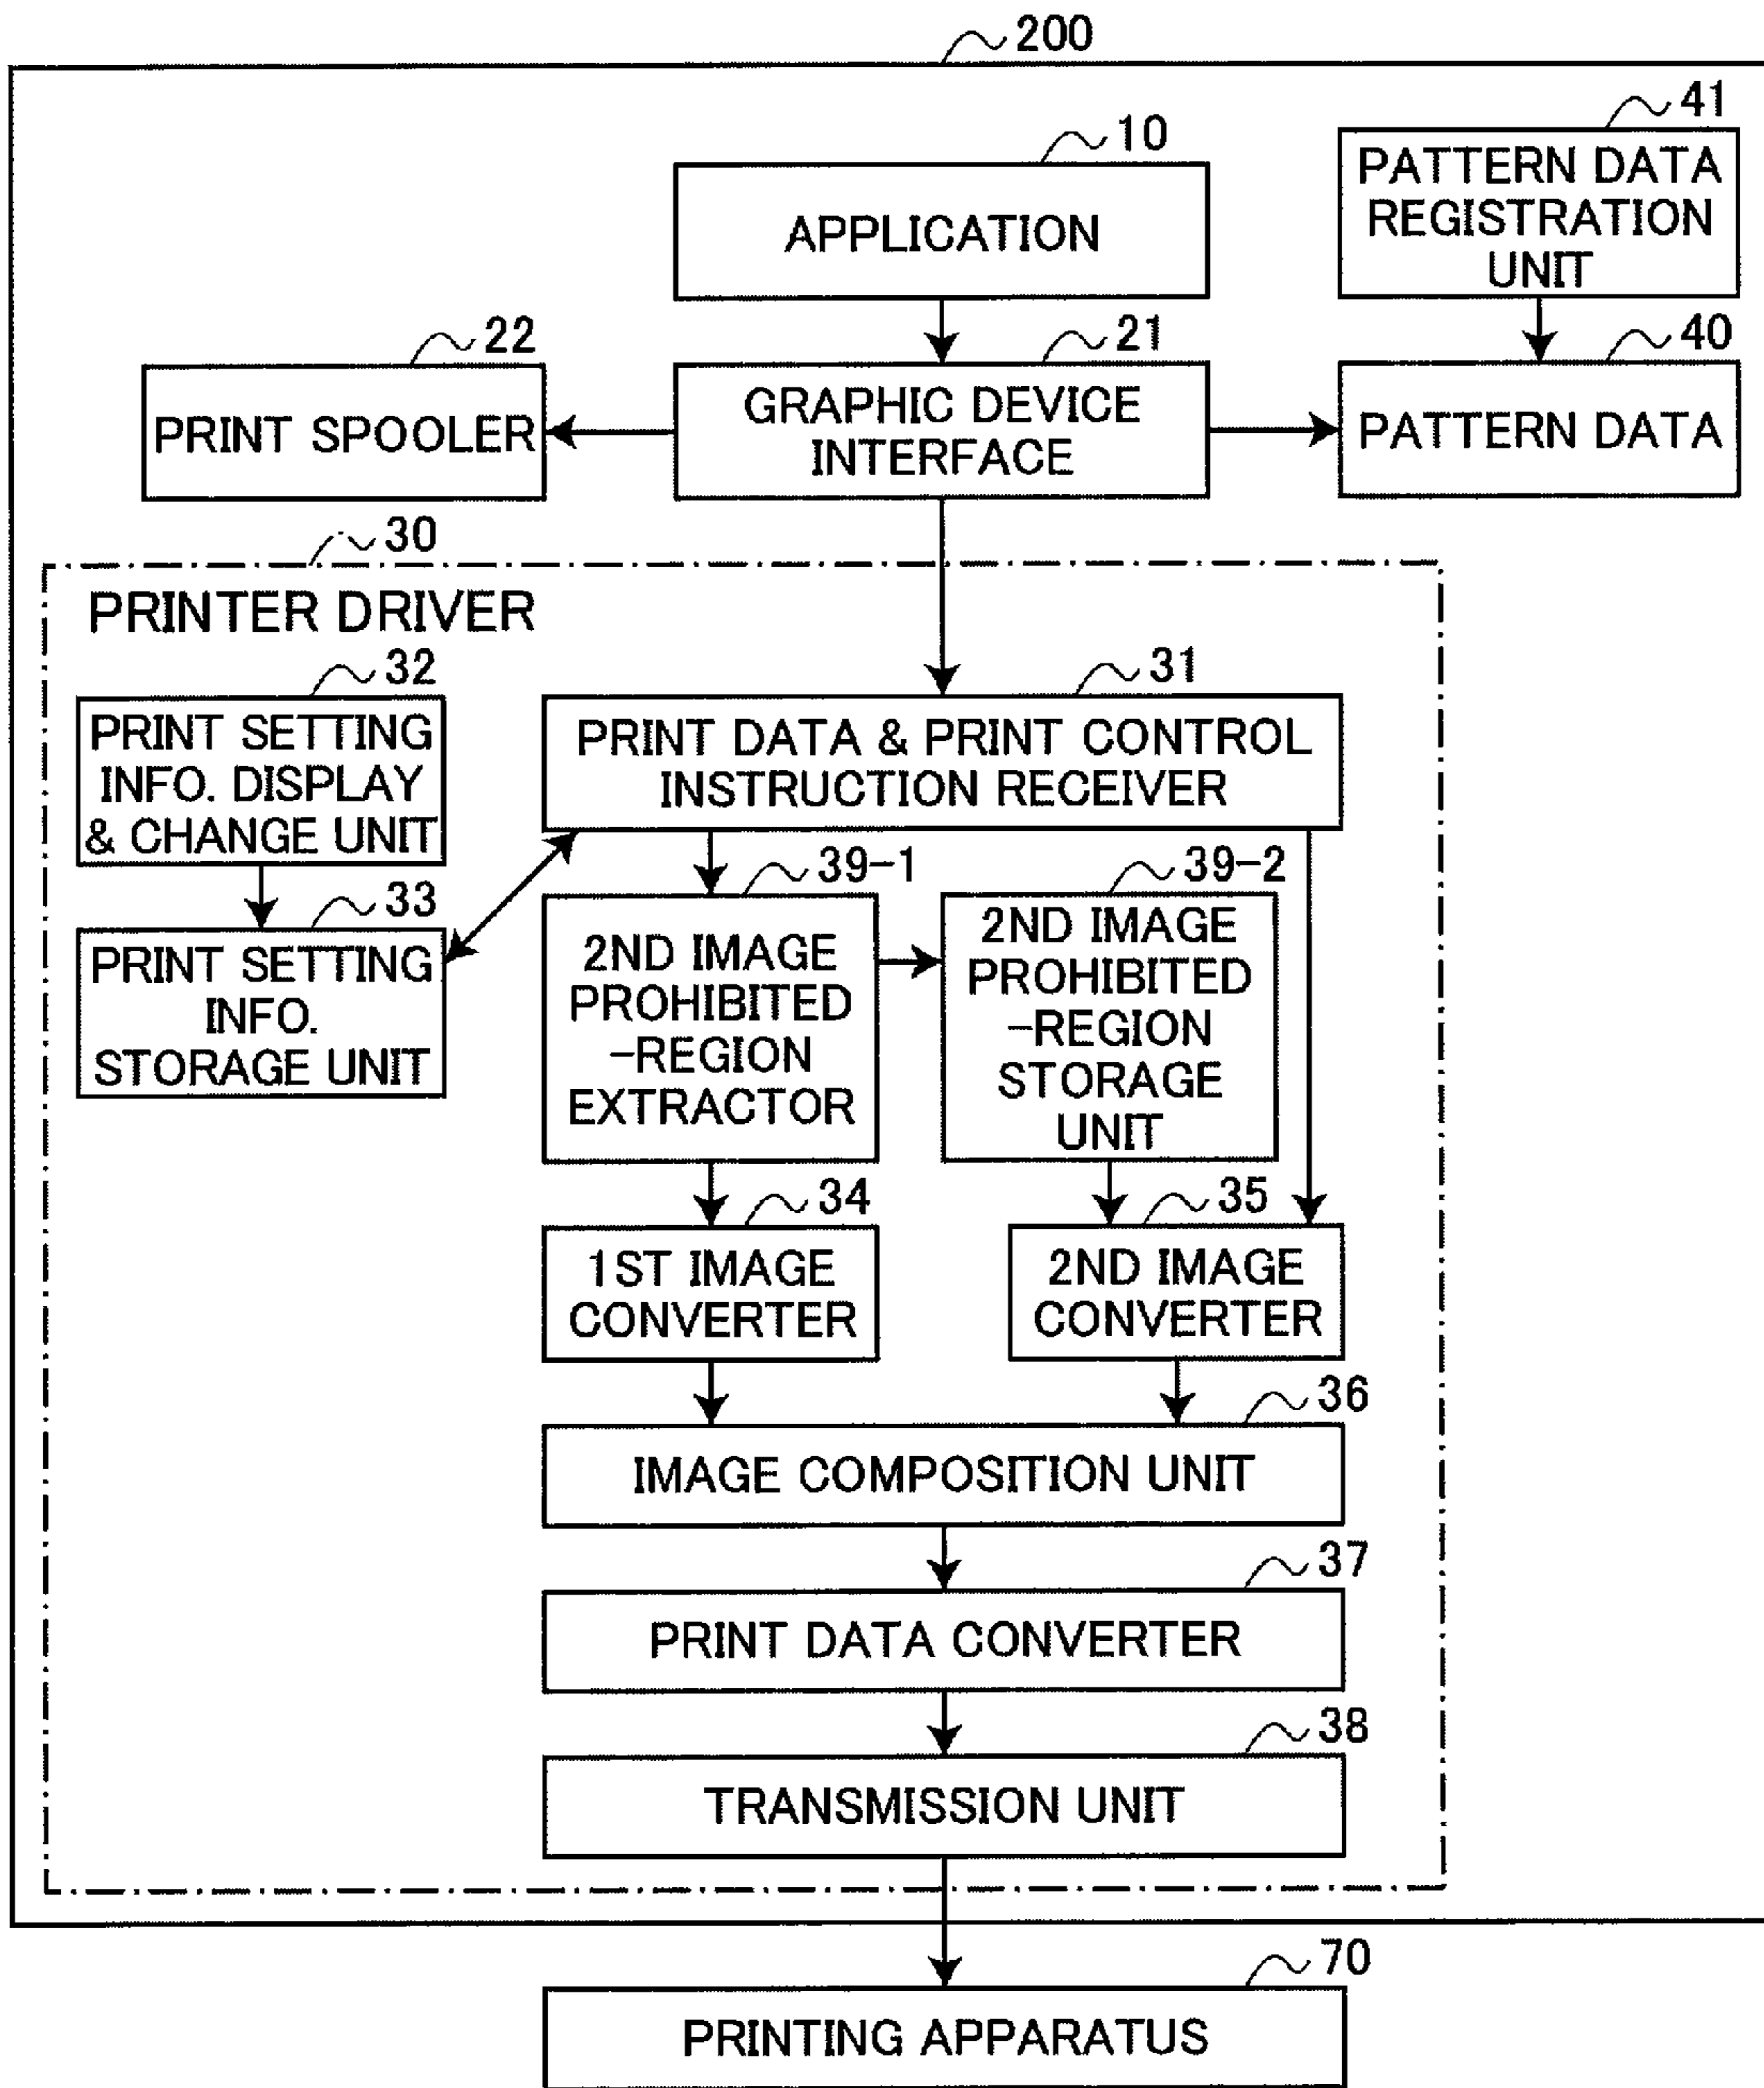 200
41
PATTERN DATA
REGISTRATION
UNIT
10
APPLICATION
22
PRINT SPOOLER
21
GRAPHIC DEVICE
INTERFACE
40
PATTERN DATA
30
PRINTER DRIVER
32
PRINT SETTING
INFO. DISPLAY
& CHANGE UNIT
31
PRINT DATA & PRINT CONTROL
INSTRUCTION RECEIVER
33
PRINT SETTING
INFO.
STORAGE UNIT
39-1
2ND IMAGE
PROHIBITED
-REGION
EXTRACTOR
39-2
2ND IMAGE
PROHIBITED
-REGION
STORAGE
UNIT
34
1ST IMAGE
CONVERTER
35
2ND IMAGE
CONVERTER
36
IMAGE COMPOSITION UNIT
37
PRINT DATA CONVERTER
38
TRANSMISSION UNIT
70
PRINTING APPARATUS